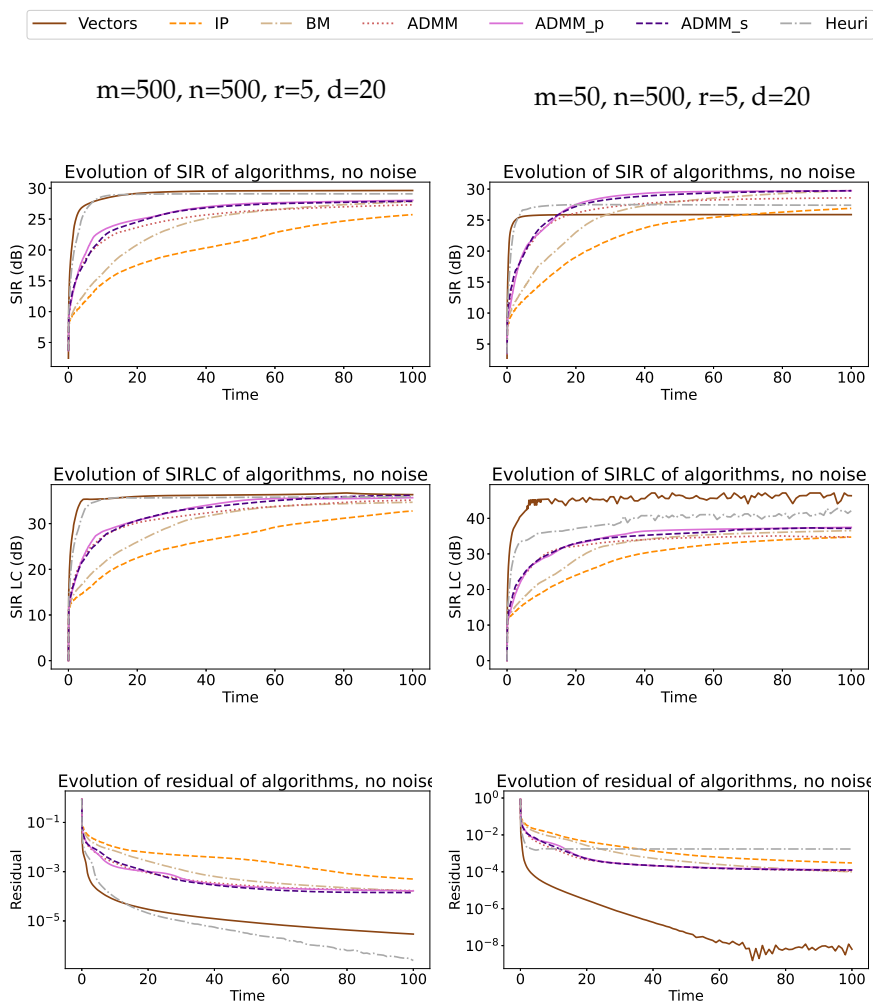 Vectors IP BM ADMM ADMM_p ADMM_s Heuri
m=500, n=500, r=5, d=20
m=50, n=500, r=5, d=20
Evolution of SIR of algorithms, no noise
30
25
20
15
10
5
SIR (dB)
0 20 40 60 80 100
Time
Evolution of SIR of algorithms, no noise
30
25
20
15
10
5
SIR (dB)
0 20 40 60 80 100
Time
Evolution of SIRLC of algorithms, no noise
30
20
10
0
SIR LC (dB)
0 20 40 60 80 100
Time
Evolution of SIRLC of algorithms, no noise
40
30
20
10
0
SIR LC (dB)
0 20 40 60 80 100
Time
Evolution of residual of algorithms, no noise
10⁻¹
10⁻³
10⁻⁵
Residual
0 20 40 60 80 100
Time
Evolution of residual of algorithms, no noise
10⁰
10⁻²
10⁻⁴
10⁻⁶
10⁻⁸
Residual
0 20 40 60 80 100
Time